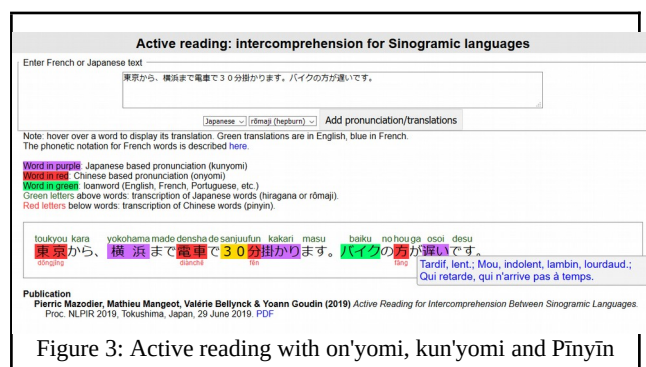 Active reading: intercomprehension for Sinogramic languages
Enter French or Japanese text
東京から、横浜まで電車で３０分掛かります。バイクの方が遅いです。
Japanese rōmaji (hepburn) Add pronunciation/translations
Note: hover over a word to display its translation. Green translations are in English, blue in French.
The phonetic notation for French words is described here.
Word in purple: Japanese based pronunciation (kunyomi)
Word in red: Chinese based pronunciation (onyomi)
Word in green: loanword (English, French, Portuguese, etc.)
Green letters above words: transcription of Japanese words (hiragana or rōmaji).
Red letters below words: transcription of Chinese words (pinyin).
toukyou kara yokohama made densha de sanjuufun kakari masu baiku no hou ga osoi desu
東京から、横浜まで電車で３０分掛かります。バイクの方が遅いです。
dōngjīng diànchē fēn fāng
Tardif, lent.; Mou, indolent, lambin, lourdaud.;
Qui retarde, qui n'arrive pas à temps.
Publication
Pierric Mazodier, Mathieu Mangeot, Valérie Bellynck & Yoann Goudin (2019) Active Reading for Intercomprehension Between Sinogramic Languages.
Proc. NLPIR 2019, Tokushima, Japan, 29 June 2019. PDF
Figure 3: Active reading with on'yomi, kun'yomi and Pīnyīn